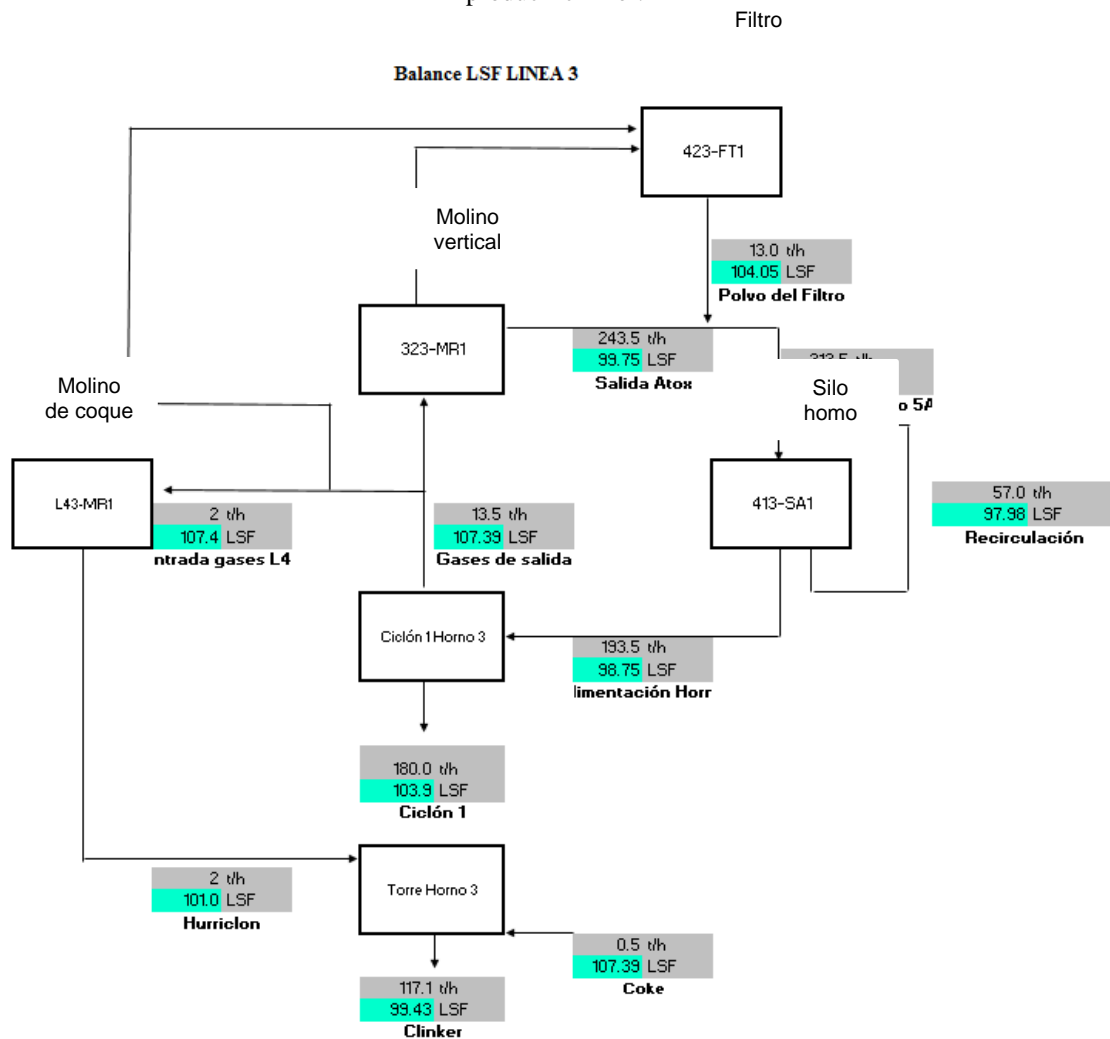 Filtro
Balance LSF LINEA 3
423-FT1
Molino
vertical
13.0 t/h
104.05 LSF
Polvo del Filtro
323-MR1
243.5 t/h
99.75 LSF
Salida Atox
Molino
de coque
Silo
homo
o 5A
L43-MR1
413-SA1
2 t/h
107.4 LSF
ntrada gases L4
13.5 t/h
107.39 LSF
Gases de salida
57.0 t/h
97.98 LSF
Recirculación
Ciclón 1 Horno 3
193.5 t/h
98.75 LSF
limentación Horr
180.0 t/h
103.9 LSF
Ciclón 1
Torre Horno 3
2 t/h
101.0 LSF
Hurriclon
0.5 t/h
107.39 LSF
Coke
117.1 t/h
99.43 LSF
Clinker